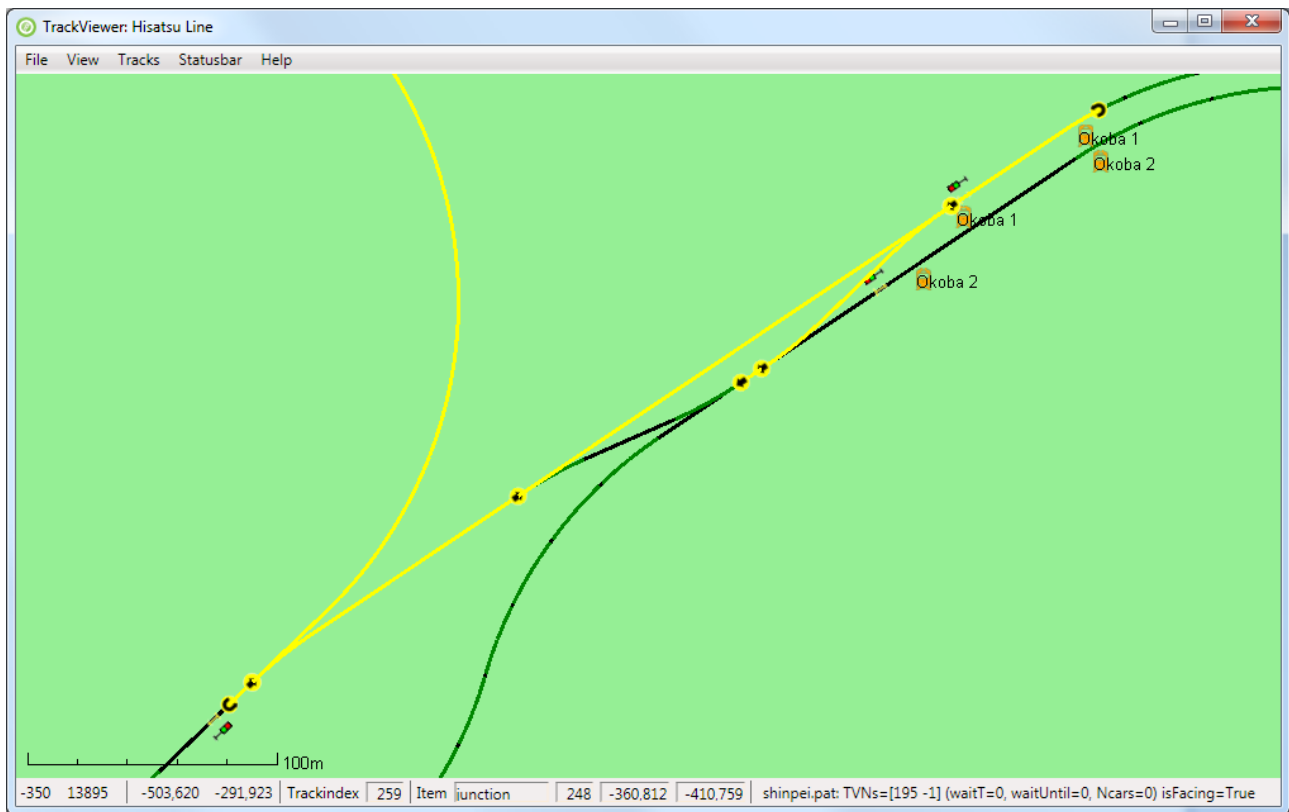 TrackViewer: Hisatsu Line
File View Tracks Statusbar Help
Okoba 1
Okoba 2
Okoba 1
Okoba 2
100m
-350 13895 -503,620 -291,923 Trackindex 259 Item junction 248 -360,812 -410,759 shinpei.pat: TVNs=[195 -1] (waitT=0, waitUntil=0, Ncars=0) isFacing=True